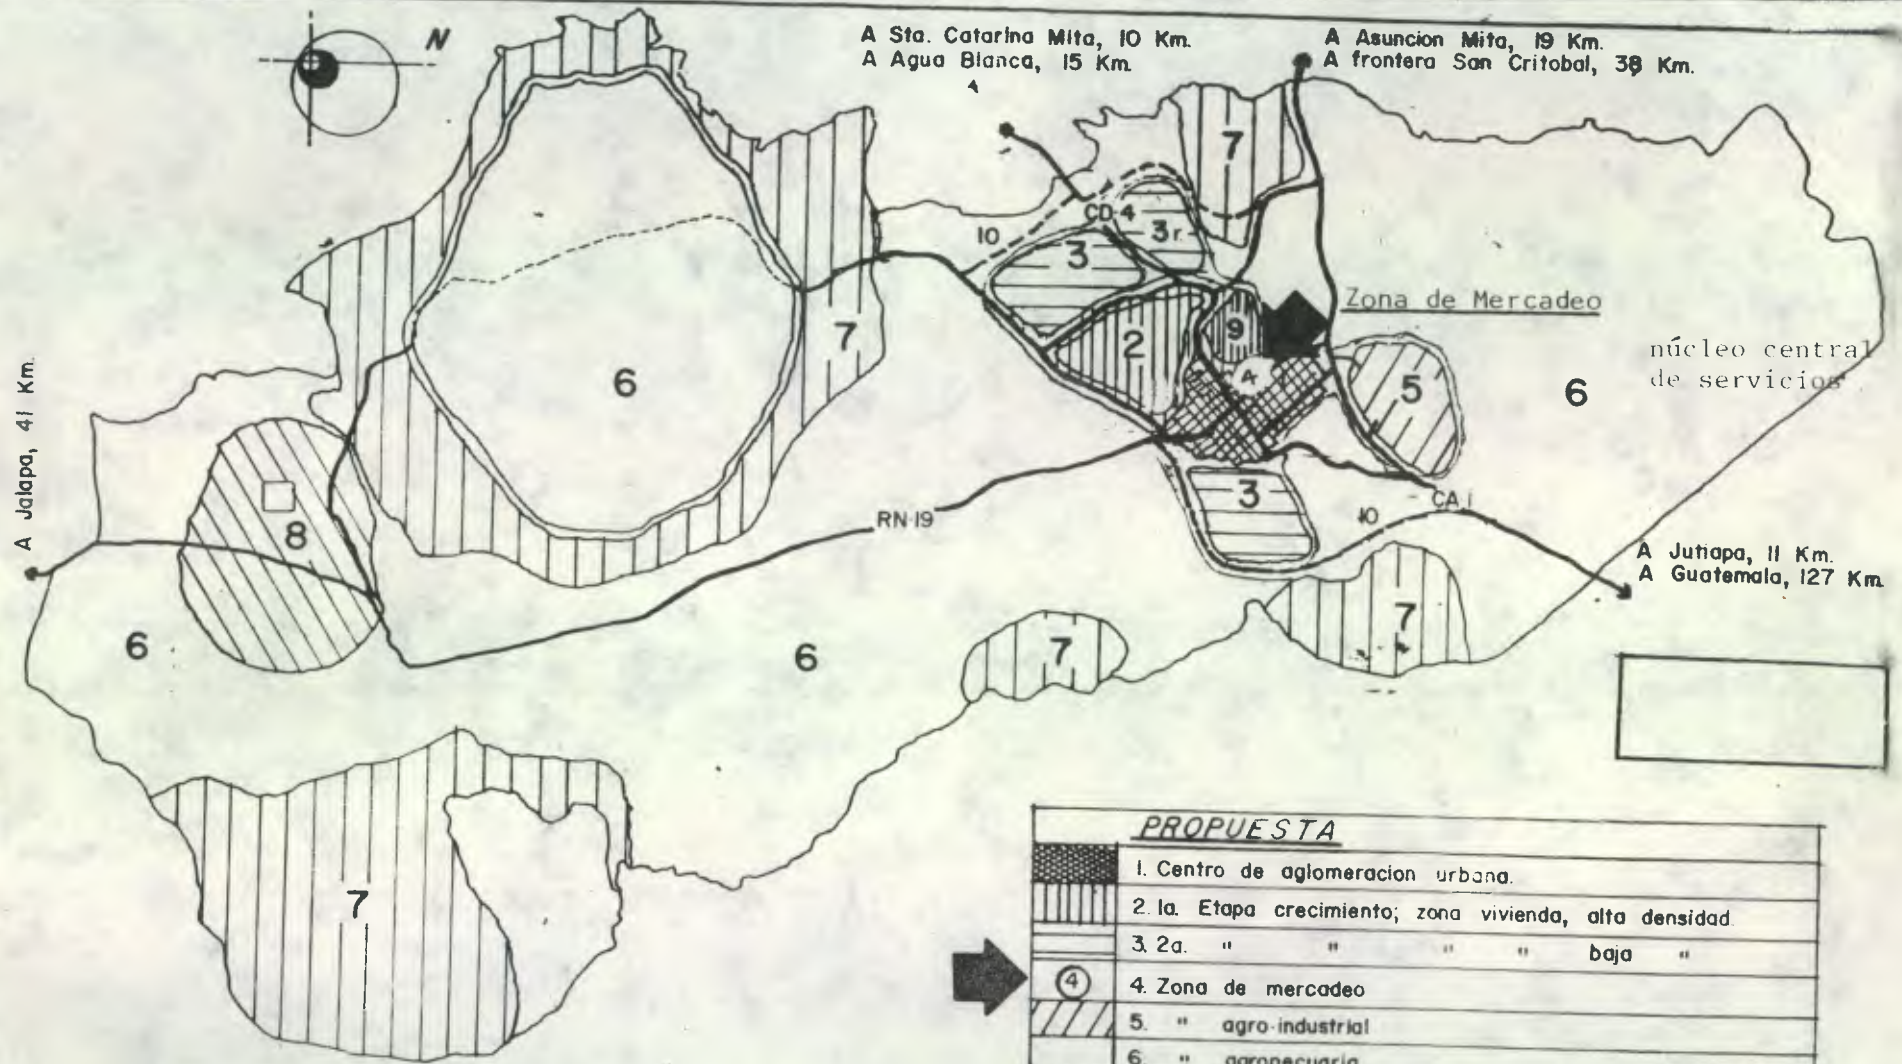 N
A Sta. Catarina Mita, 10 Km.
A Agua Blanca, 15 Km.
A Asuncion Mita, 19 Km.
A frontera San Critobal, 38 Km.
7
CD-4
10
3r.
3
Zona de Mercadeo
9
2
7
núcleo central
de servicios
6
4
5
6
A Jalapa, 41 Km.
3
CA 1
10
RN-19
8
A Jutiapa, 11 Km.
A Guatemala, 127 Km.
7
6
6
7
7
PROPUESTA
1. Centro de aglomeracion urbana.
2. 1a. Etapa crecimiento; zona vivienda, alta densidad
3. 2a. " " " " baja "
4
4. Zona de mercadeo
5. " agro-industrial
6. " agropecuaria